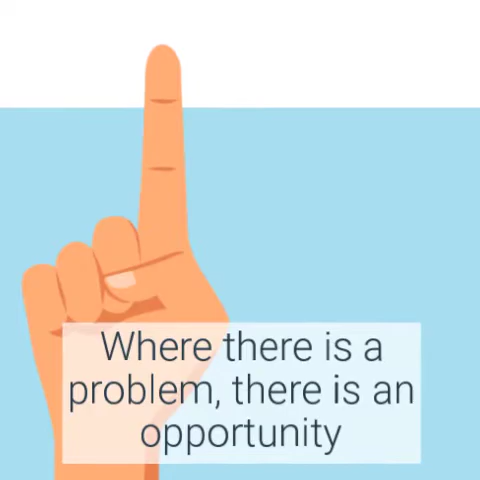 Where there is a
problem, there is an
opportunity